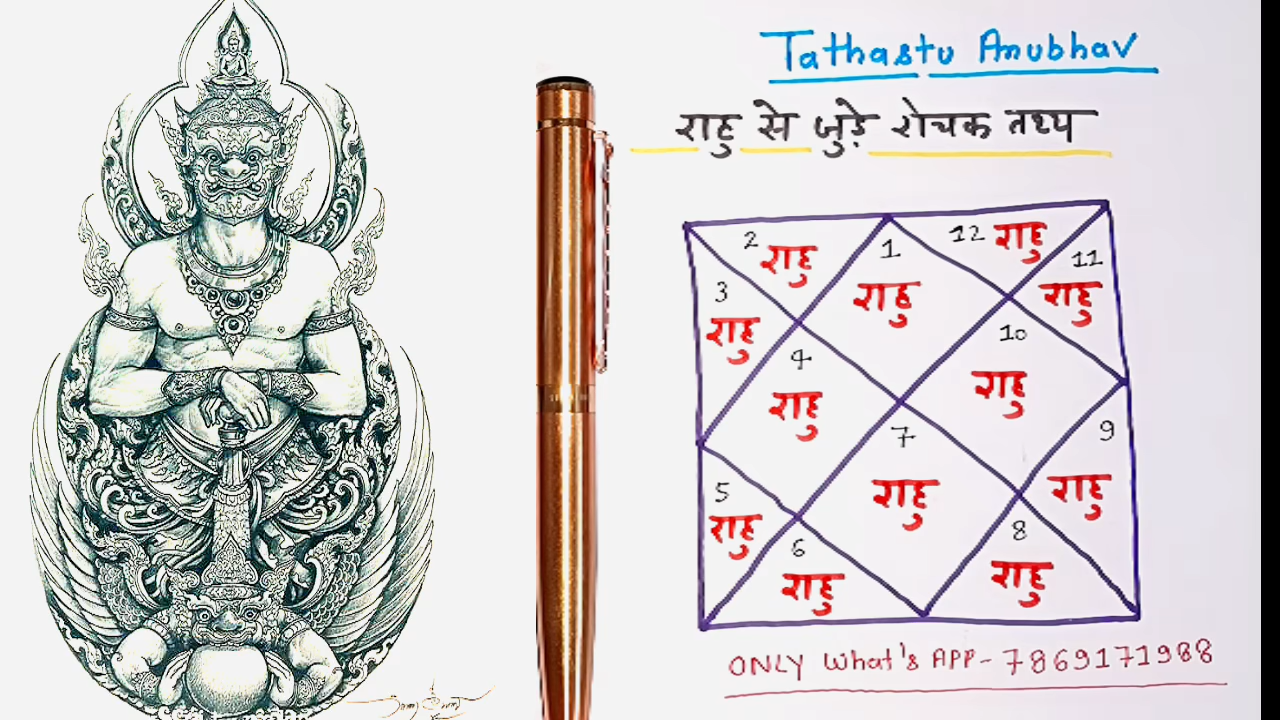 Tathastu Anubhav
राहु से जुड़े रोचक तथ्य
2 राहु
1
राहु
12 राहु
11
राहु
3
राहु
4
राहु
10
राहु
7
राहु
9
राहु
5
राहु
6
राहु
8
राहु
ONLY What's APP - 7869171988